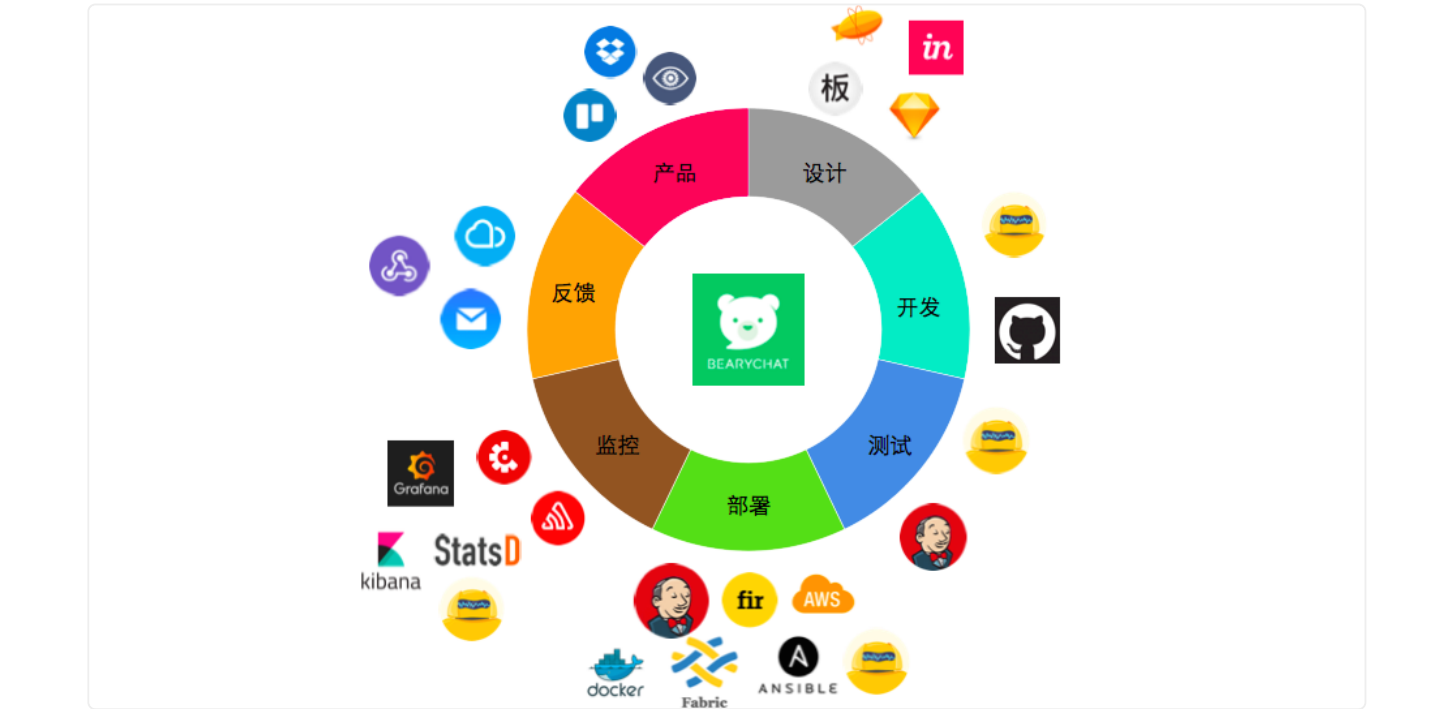 in
板
产品
设计
反馈
开发
BEARYCHAT
监控
测试
部署
Grafana
StatsD
kibana
fir
AWS
docker
Fabric
A
ANSIBLE